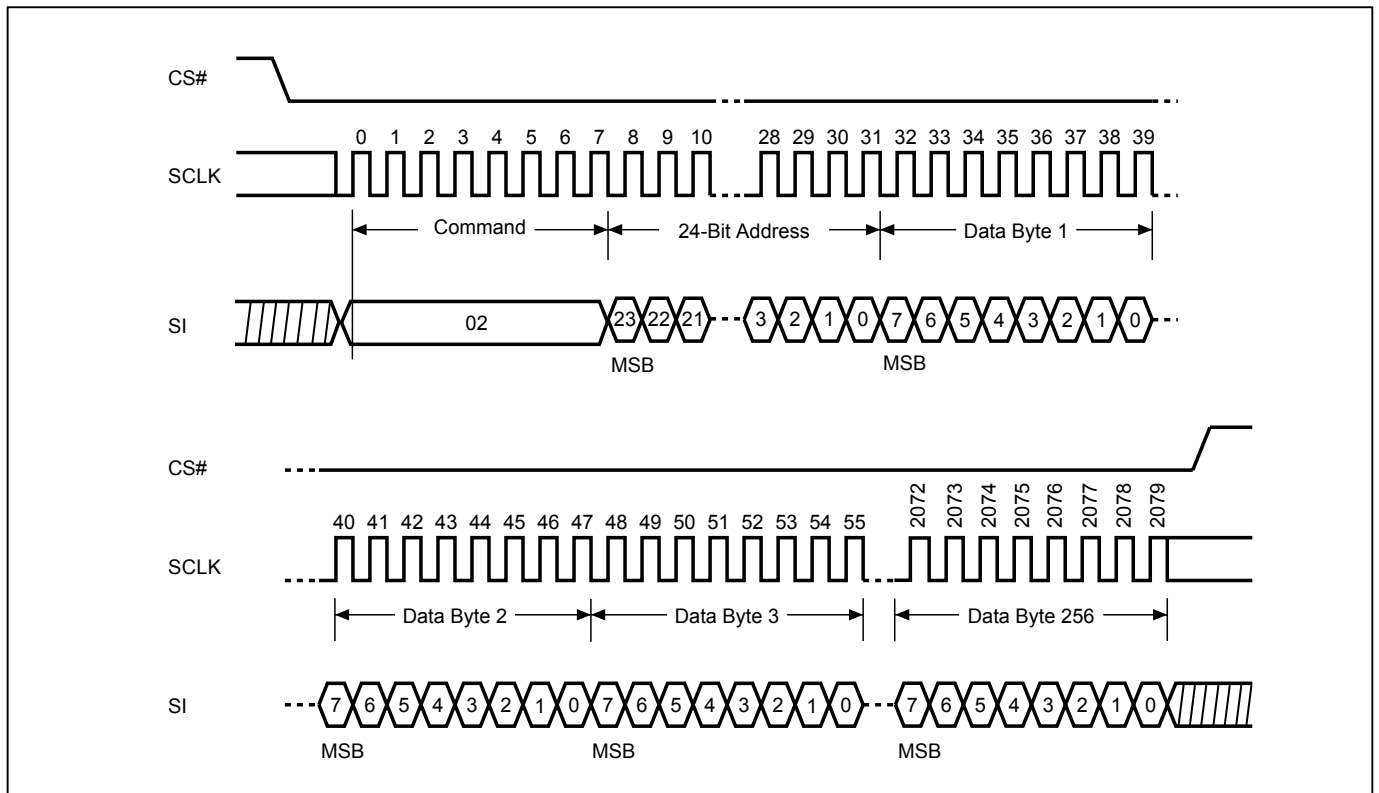 CS#
0 1 2 3 4 5 6 7 8 9 10 28 29 30 31 32 33 34 35 36 37 38 39
SCLK
Command 24-Bit Address Data Byte 1
SI 02 23 22 21 3 2 1 0 7 6 5 4 3 2 1 0
MSB MSB
CS#
2072 2073 2074 2075 2076 2077 2078 2079
40 41 42 43 44 45 46 47 48 49 50 51 52 53 54 55
SCLK
Data Byte 2 Data Byte 3 Data Byte 256
SI 7 6 5 4 3 2 1 0 7 6 5 4 3 2 1 0 7 6 5 4 3 2 1 0
MSB MSB MSB